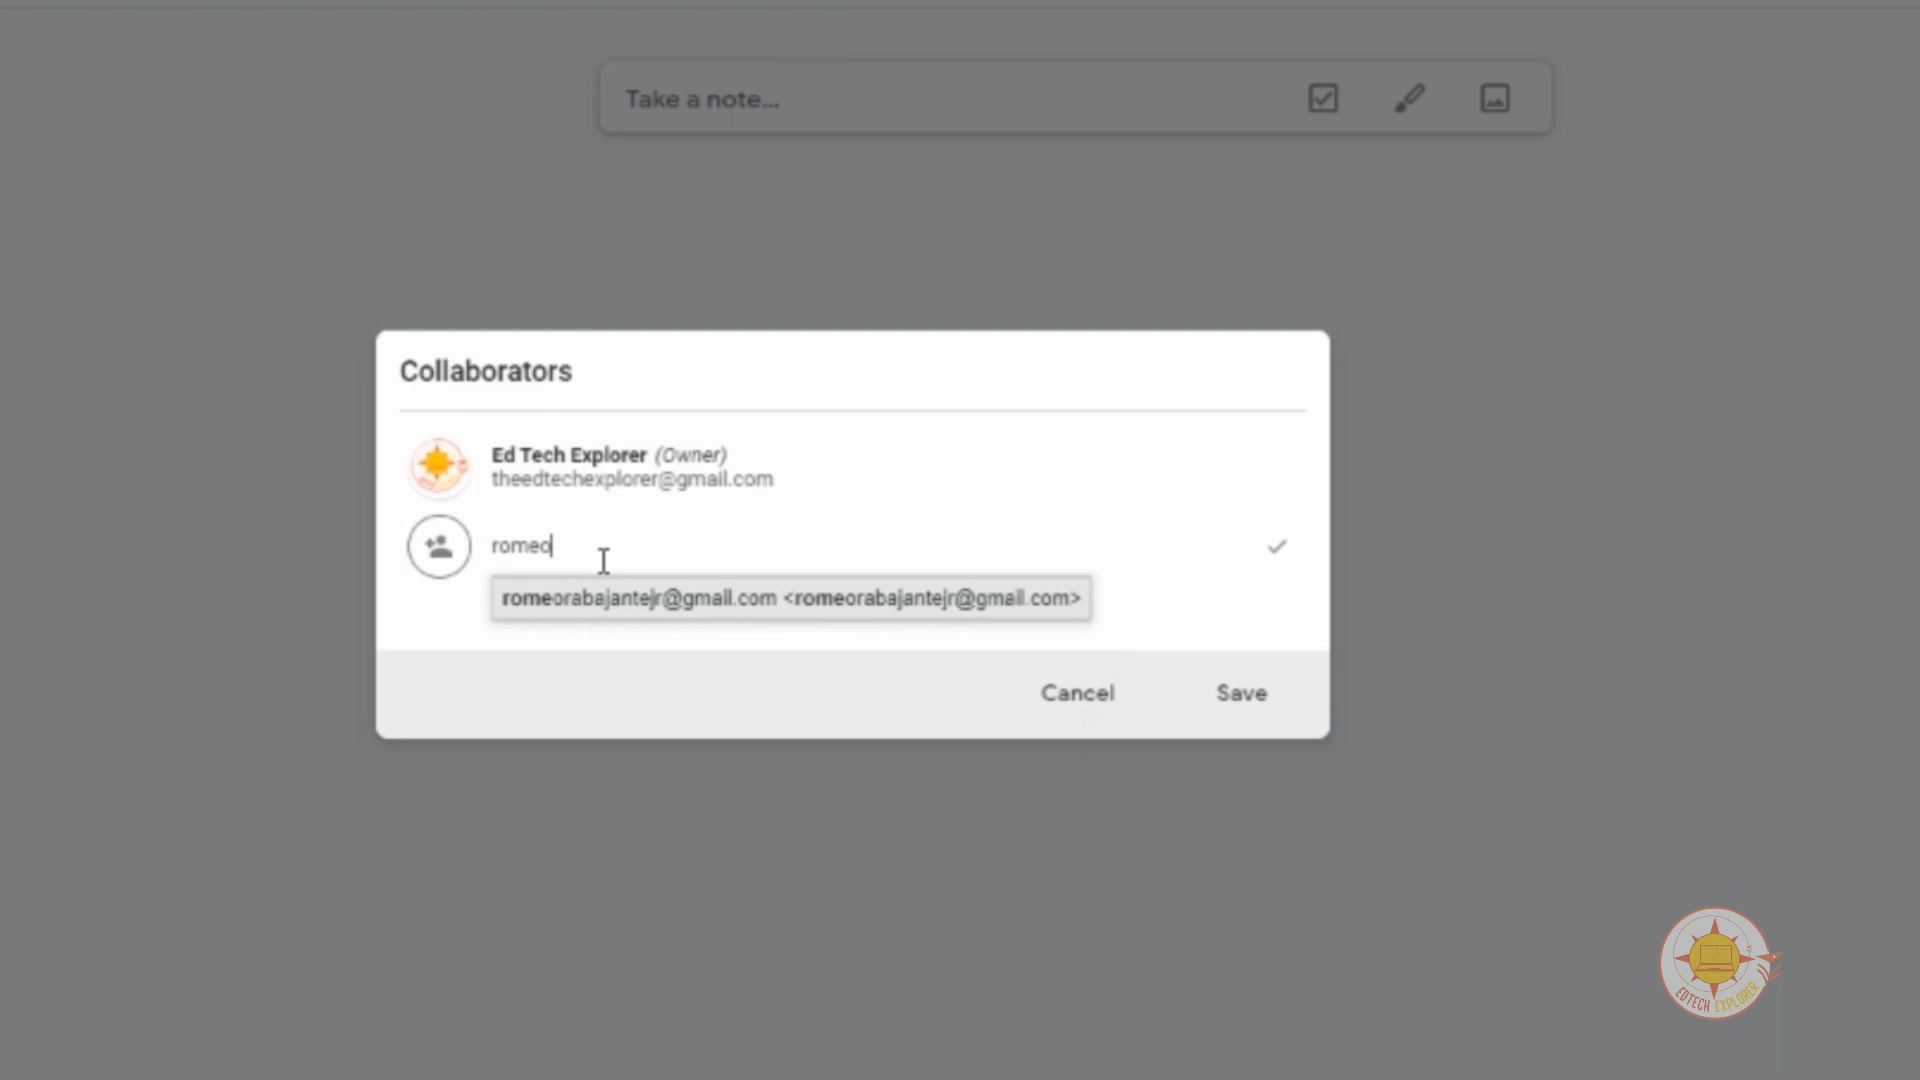 Take a note...
Collaborators
Ed Tech Explorer (Owner)
theedtechexplorer@gmail.com
romeo
romeorabajantejr@gmail.com <romeorabajantejr@gmail.com>
Cancel
Save
EDTECH EXPLORER